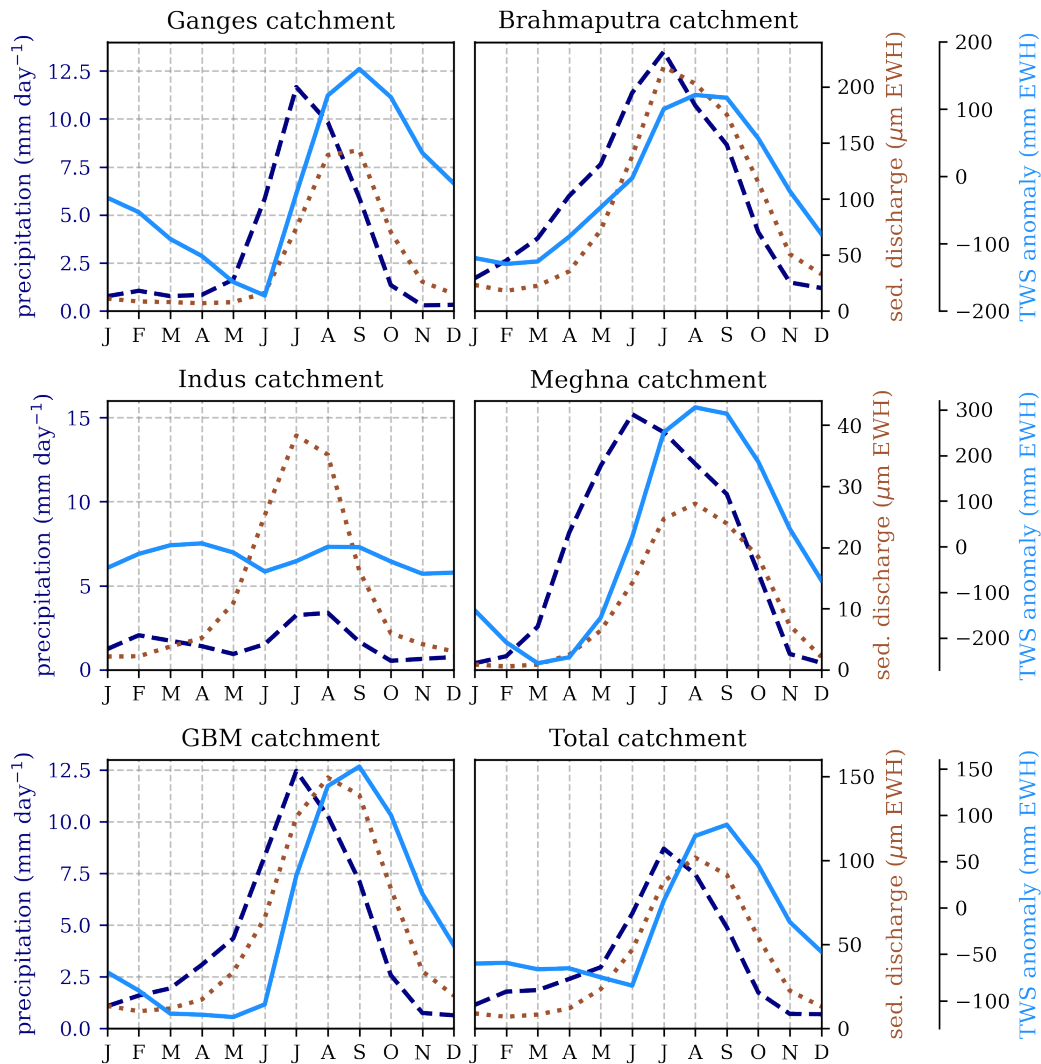 Ganges catchment
Brahmaputra catchment
precipitation (mm day⁻¹)
12.5
10.0
7.5
5.0
2.5
0.0
J F M A M J J A S O N D
J F M A M J J A S O N D
200
150
100
50
0
sed. discharge (μm EWH)
200
100
0
−100
−200
TWS anomaly (mm EWH)
Indus catchment
Meghna catchment
precipitation (mm day⁻¹)
15
10
5
0
J F M A M J J A S O N D
J F M A M J J A S O N D
40
30
20
10
0
sed. discharge (μm EWH)
300
200
100
0
−100
−200
TWS anomaly (mm EWH)
GBM catchment
Total catchment
precipitation (mm day⁻¹)
12.5
10.0
7.5
5.0
2.5
0.0
J F M A M J J A S O N D
J F M A M J J A S O N D
150
100
50
0
sed. discharge (μm EWH)
150
100
50
0
−50
−100
TWS anomaly (mm EWH)